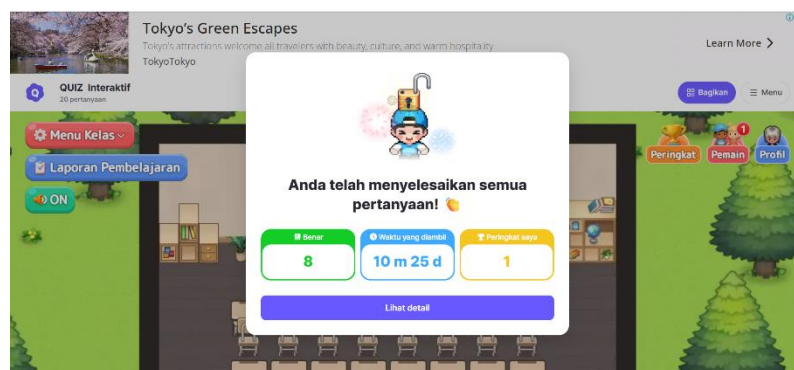 Tokyo's Green Escapes
Tokyo's attractions welcome all travelers with beauty, culture, and warm hospitality
TokyoTokyo
Learn More
QUIZ Interaktif
20 pertanyaan
Bagikan
Menu
Menu Kelas
Laporan Pembelajaran
ON
1
Peringkat
Pemain
Profil
Anda telah menyelesaikan semua
pertanyaan!
Benar
8
Waktu yang diambil
10 m 25 d
Peringkat saya
1
Lihat detail